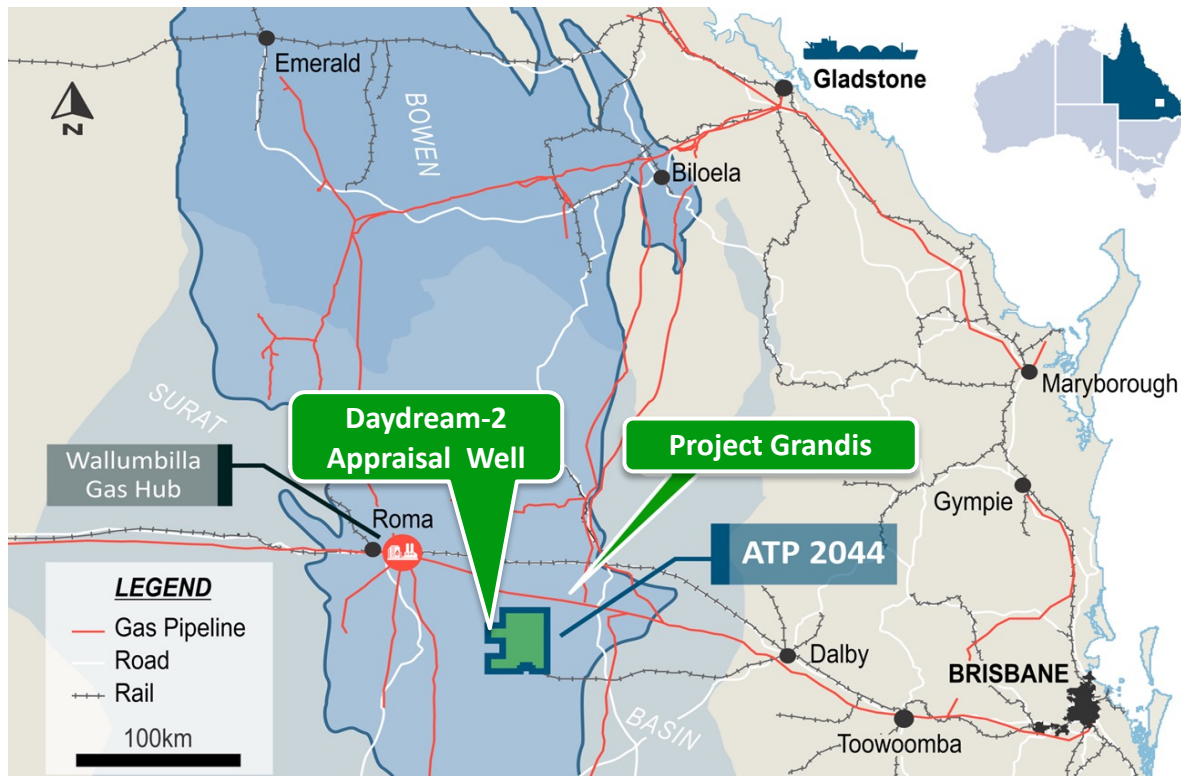 Emerald
Gladstone
N
BOWEN
Biloela
Maryborough
SURAT
Daydream-2
Appraisal Well
Project Grandis
Wallumbilla
Gas Hub
Gympie
Roma
ATP 2044
LEGEND
Gas Pipeline
Road
Rail
100km
Dalby
BRISBANE
BASIN
Toowoomba